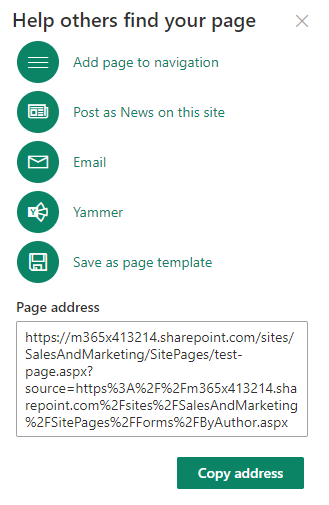 Help others find your page
Add page to navigation
Post as News on this site
Email
Yammer
Save as page template
Page address
https://m365x413214.sharepoint.com/sites/
SalesAndMarketing/SitePages/test-
page.aspx?
source=https%3A%2F%2Fm365x413214.sha
repoint.com%2Fsites%2FSalesAndMarketing
%2FSitePages%2FForms%2FByAuthor.aspx
Copy address